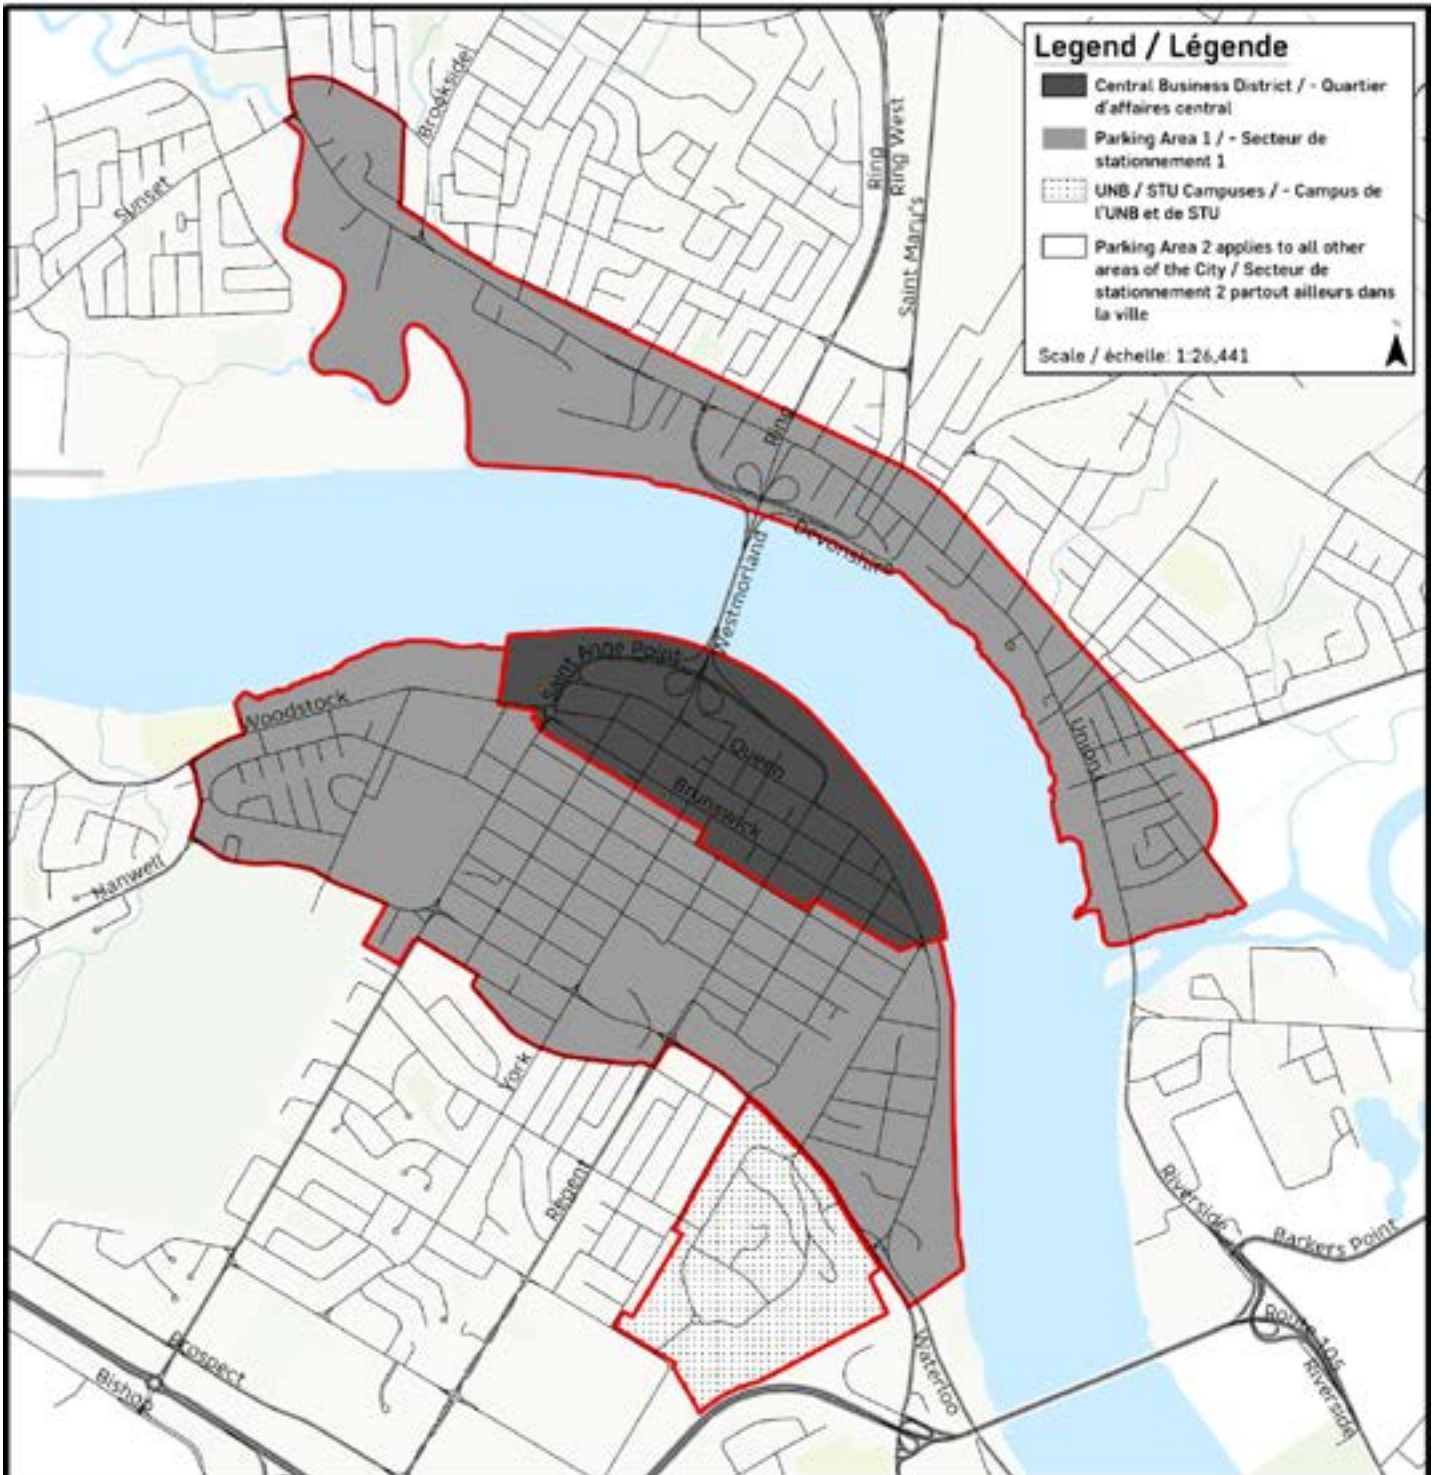 Legend / Légende
Central Business District / - Quartier
d'affaires central
Parking Area 1 / - Secteur de
stationnement 1
UNB / STU Campuses / - Campus de
l'UNB et de STU
Parking Area 2 applies to all other
areas of the City / Secteur de
stationnement 2 partout ailleurs dans
la ville
Scale / échelle: 1:26,441
Brookside
Sunset
Ring
Ring West
Saint Mary's
Ring
Devonshire
Westmorland
Saint Anne Point
Woodstock
Queen
Brunswick
Union
Hanwell
York
Regent
Riverside
Barkers Point
Route 105
Riverside
Prospect
Bishop
Waterloo